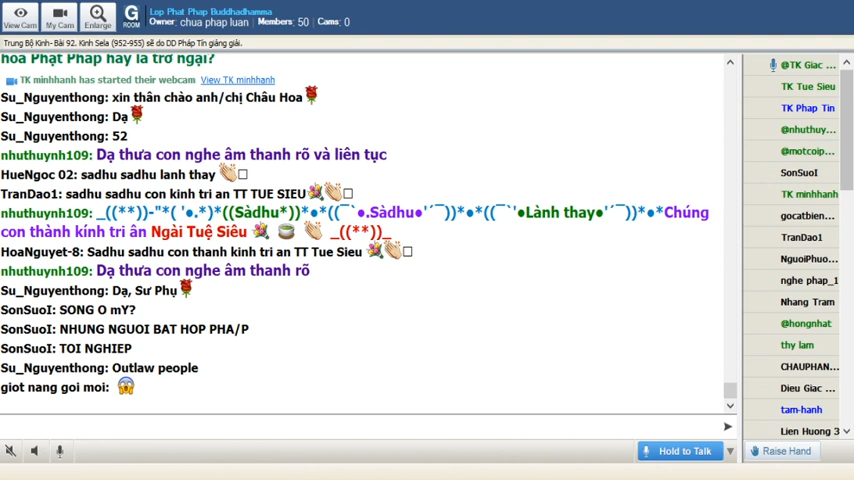 View Cam
My Cam
Enlarge
G
ROOM
Lop Phat Phap Buddhadhamma
Owner: chua phap luan Members: 50 Cams: 0
Trung Bộ Kinh- Bài 92. Kinh Sela (952-955) sẽ do ĐĐ Pháp Tín giảng giải.
hoa Phật Pháp hay là trở ngại?
TK minhhanh has started their webcam View TK minhhanh
Su_Nguyenthong: xin thân chào anh/chị Châu Hoa
Su_Nguyenthong: Dạ
Su_Nguyenthong: 52
nhuthuynh109: Dạ thưa con nghe âm thanh rõ và liên tục
HueNgoc 02: sadhu sadhu lanh thay
TranDao1: sadhu sadhu con kinh tri an TT TUE SIEU
nhuthuynh109: _((**))-"*( '●.*)*((Sàdhu*))*●*((¯`●.Sàdhu●'´¯))*●*((¯`'●Lành thay●'´¯))*●*Chúng
con thành kính tri ân Ngài Tuệ Siêu _((**))_
HoaNguyet-8: Sadhu sadhu con thanh kinh tri an TT Tue Sieu
nhuthuynh109: Dạ thưa con nghe âm thanh rõ
Su_Nguyenthong: Dạ, Sư Phụ
SonSuoI: SONG O mY?
SonSuoI: NHUNG NGUOI BAT HOP PHA/P
SonSuoI: TOI NGHIEP
Su_Nguyenthong: Outlaw people
giot nang goi moi:
@TK Giac ...
TK Tue Sieu
TK Phap Tin
@nhuthuy...
@motcoip...
SonSuoI
TK minhhanh
gocatbien...
TranDao1
NguoiPhuo...
nghe phap_1
Nhang Tram
@hongnhat
thy lam
CHAUPHAN...
Dieu Giac ...
tam-hanh
Lien Huong 3
Hold to Talk
Raise Hand